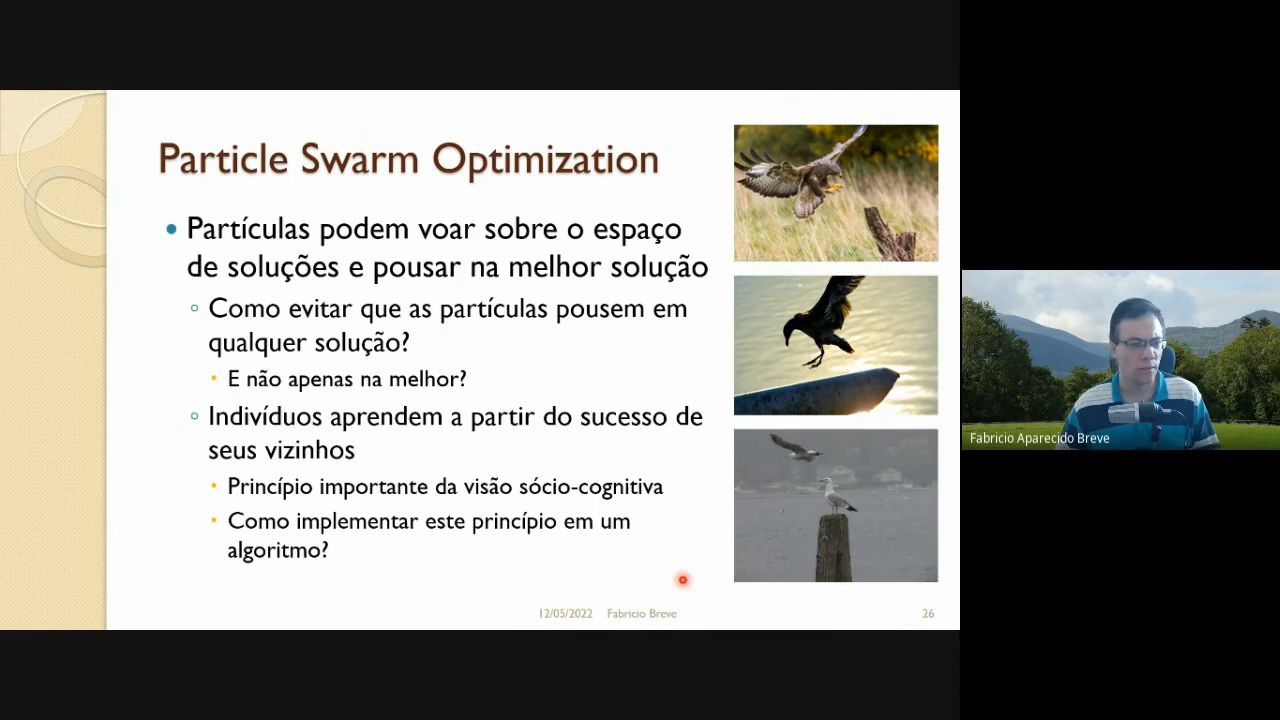 Particle Swarm Optimization
Partículas podem voar sobre o espaço
de soluções e pousar na melhor solução
Como evitar que as partículas pousem em
qualquer solução?
E não apenas na melhor?
Indivíduos aprendem a partir do sucesso de
seus vizinhos
Princípio importante da visão sócio-cognitiva
Como implementar este princípio em um
algoritmo?
12/05/2022 Fabricio Breve 26
Fabricio Aparecido Breve